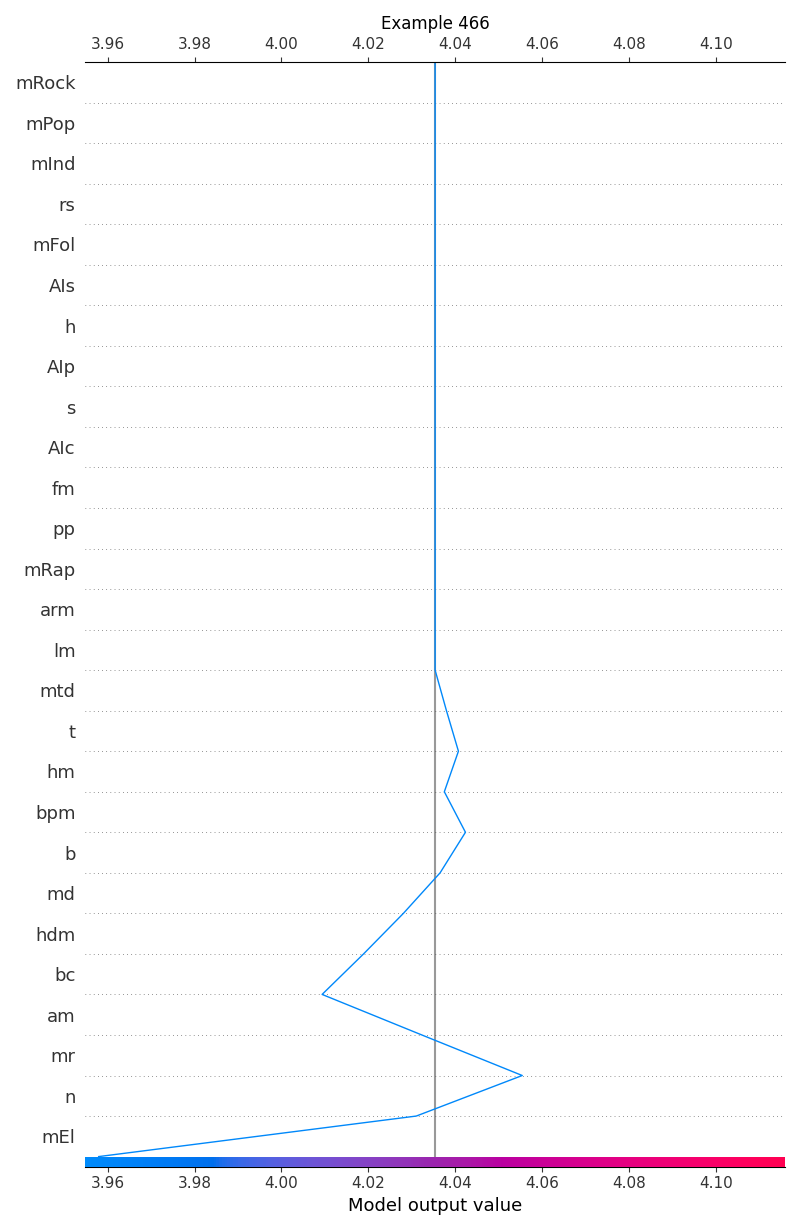 Example 466
3.96 3.98 4.00 4.02 4.04 4.06 4.08 4.10
mRock
mPop
mInd
rs
mFol
AIs
h
AIp
s
AIc
fm
pp
mRap
arm
lm
mtd
t
hm
bpm
b
md
hdm
bc
am
mr
n
mEl
3.96 3.98 4.00 4.02 4.04 4.06 4.08 4.10
Model output value